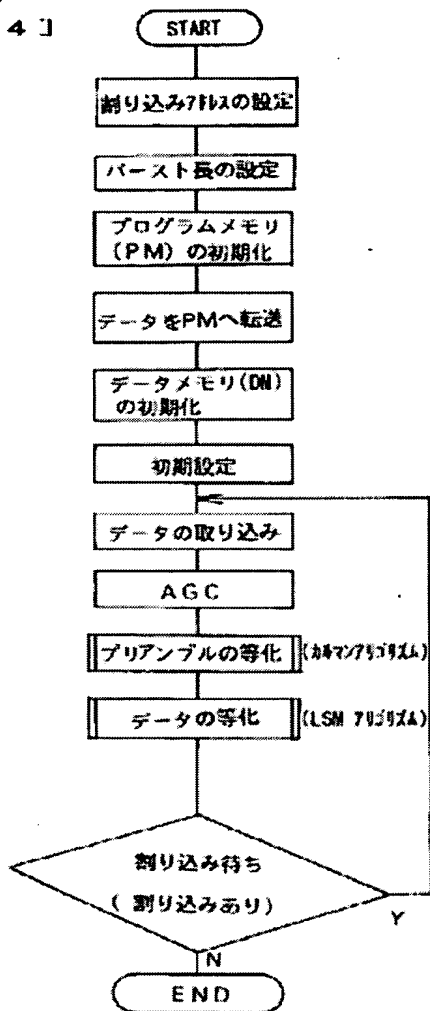 4】
START
割り込みアドレスの設定
バースト長の設定
プログラムメモリ
(PM)の初期化
データをPMへ転送
データメモリ(DM)
の初期化
初期設定
データの取り込み
AGC
プリアンブルの等化 (カルマンアルゴリズム)
データの等化 (LSM アルゴリズム)
割り込み待ち
(割り込みあり)
Y
N
END